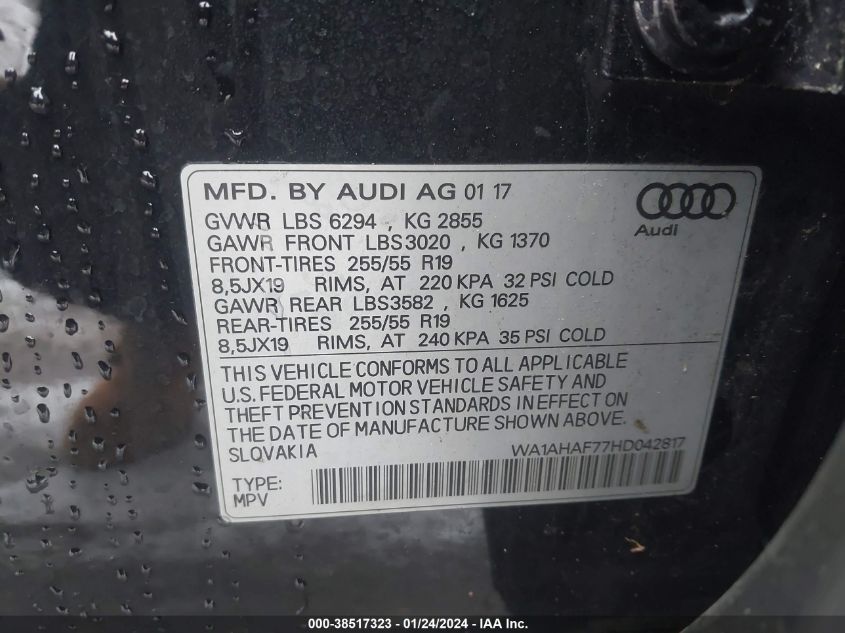 MFD. BY AUDI AG 01 17
Audi
GVWR LBS 6294 , KG 2855
GAWR FRONT LBS3020 , KG 1370
FRONT-TIRES 255/55 R19
8,5JX19 RIMS, AT 220 KPA 32 PSI COLD
GAWR REAR LBS3582 , KG 1625
REAR-TIRES 255/55 R19
8,5JX19 RIMS, AT 240 KPA 35 PSI COLD
THIS VEHICLE CONFORMS TO ALL APPLICABLE
U.S. FEDERAL MOTOR VEHICLE SAFETY AND
THEFT PREVENTION STANDARDS IN EFFECT ON
THE DATE OF MANUFACTURE SHOWN ABOVE.
SLOVAKIA WA1AHAF77HD042817
TYPE:
MPV
000-38517323 - 01/24/2024 - IAA Inc.